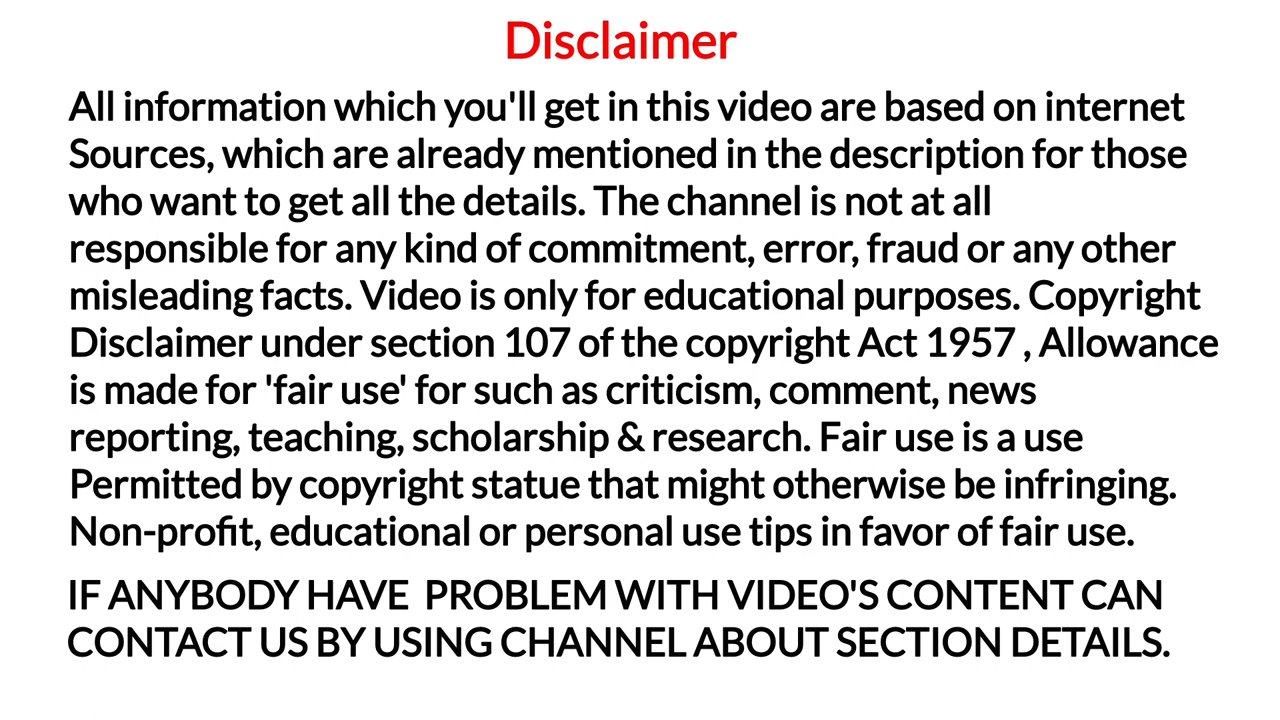 Disclaimer
All information which you'll get in this video are based on internet
Sources, which are already mentioned in the description for those
who want to get all the details. The channel is not at all
responsible for any kind of commitment, error, fraud or any other
misleading facts. Video is only for educational purposes. Copyright
Disclaimer under section 107 of the copyright Act 1957 , Allowance
is made for 'fair use' for such as criticism, comment, news
reporting, teaching, scholarship & research. Fair use is a use
Permitted by copyright statue that might otherwise be infringing.
Non-profit, educational or personal use tips in favor of fair use.
IF ANYBODY HAVE  PROBLEM WITH VIDEO'S CONTENT CAN
CONTACT US BY USING CHANNEL ABOUT SECTION DETAILS.